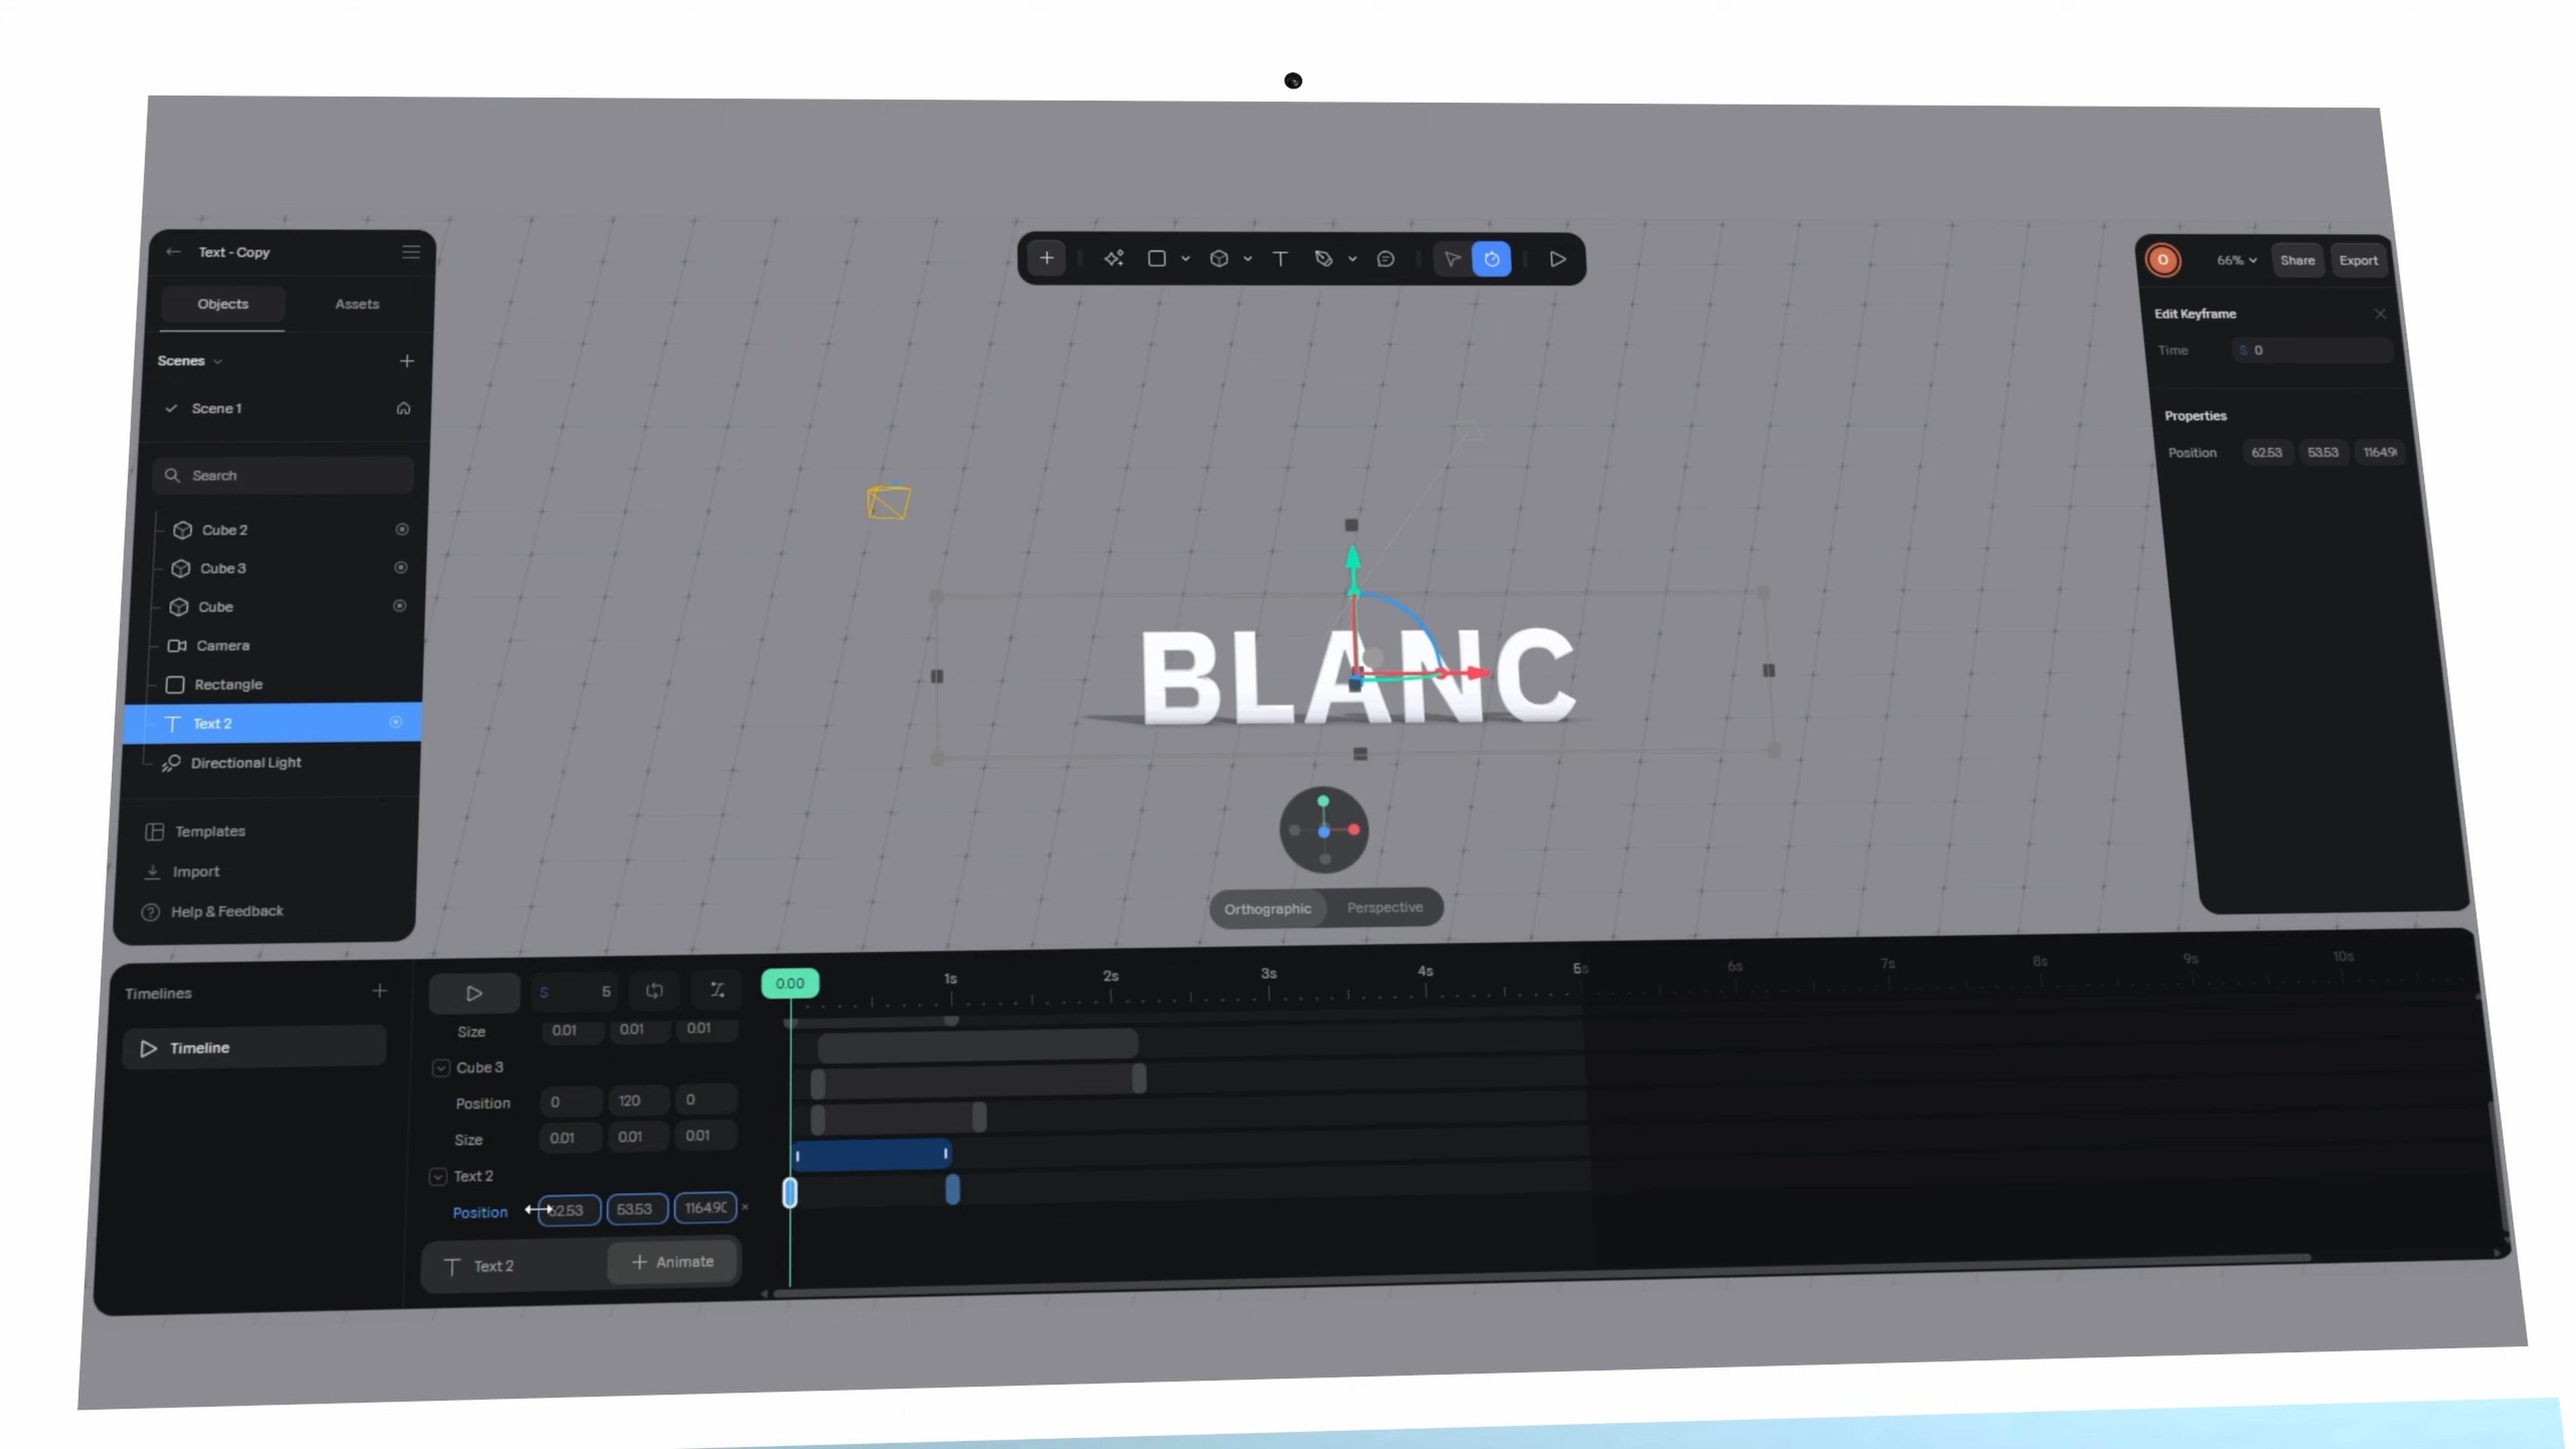 Text - Copy
Objects
Assets
Scenes
Scene 1
Search
Cube 2
Cube 3
Cube
Camera
Rectangle
Text 2
Directional Light
Templates
Import
Help & Feedback
BLANC
Orthographic
Perspective
O
66%
Share
Export
Edit Keyframe
Time
S 0
Properties
Position
62.53
53.53
Timelines
Timeline
S 5
0.00
1s
2s
3s
4s
5s
6s
7s
8s
9s
10s
Size 0.01 0.01 0.01
Cube 3
Position 0 120 0
Size 0.01 0.01 0.01
Text 2
Position 62.53 53.53
Text 2
Animate